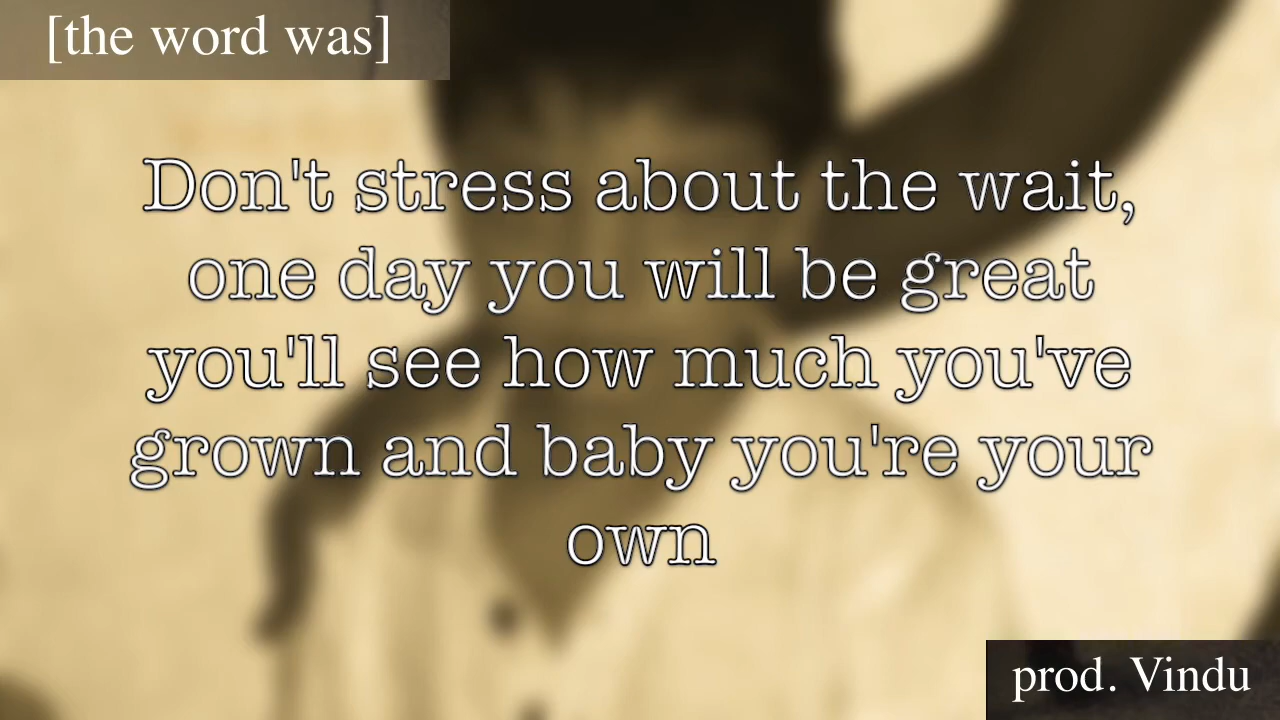 [the word was]
Don't stress about the wait,
one day you will be great
you'll see how much you've
grown and baby you're your
own
prod. Vindu